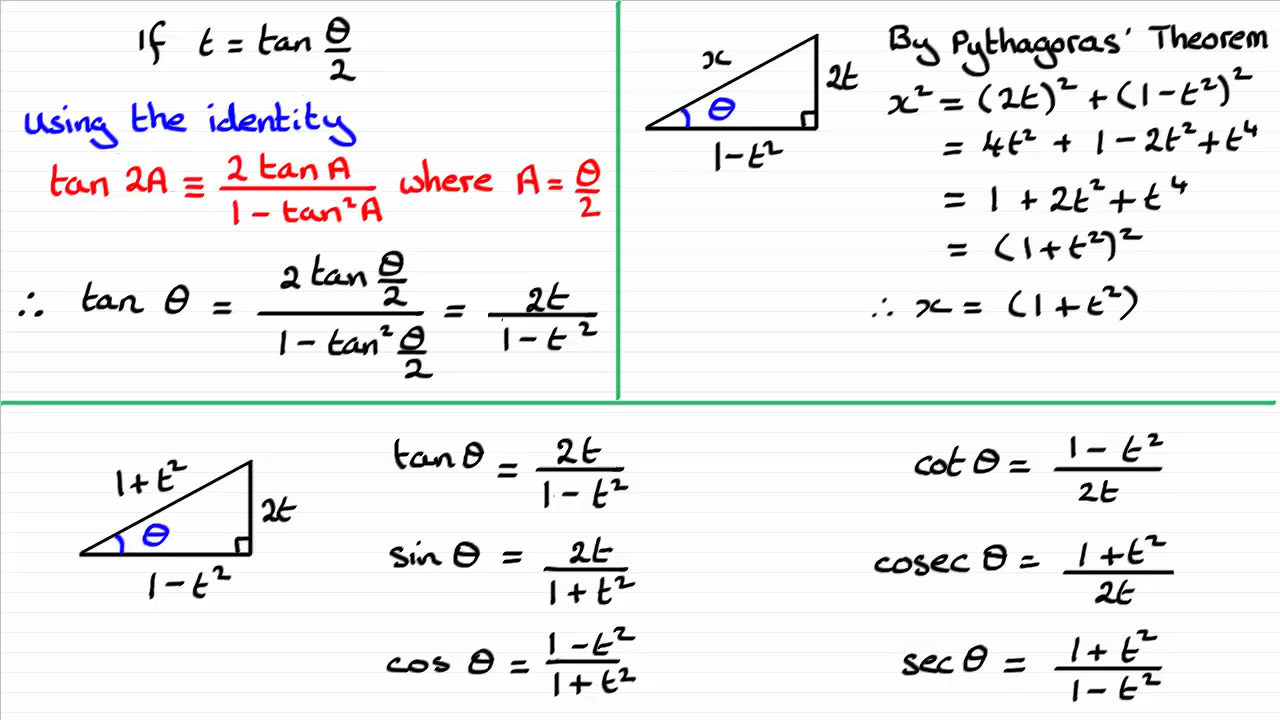 If t = tan θ/2
Using the identity
tan 2A ≡ 2 tan A / 1 - tan² A where A = θ/2
∴ tan θ = 2 tan θ/2 / 1 - tan² θ/2 = 2t / 1 - t²
x
θ
2t
1 - t²
By Pythagoras' Theorem
x² = (2t)² + (1 - t²)²
= 4t² + 1 - 2t² + t⁴
= 1 + 2t² + t⁴
= (1 + t²)²
∴ x = (1 + t²)
1 + t²
θ
2t
1 - t²
tan θ = 2t / 1 - t²
sin θ = 2t / 1 + t²
cos θ = 1 - t² / 1 + t²
cot θ = 1 - t² / 2t
cosec θ = 1 + t² / 2t
sec θ = 1 + t² / 1 - t²